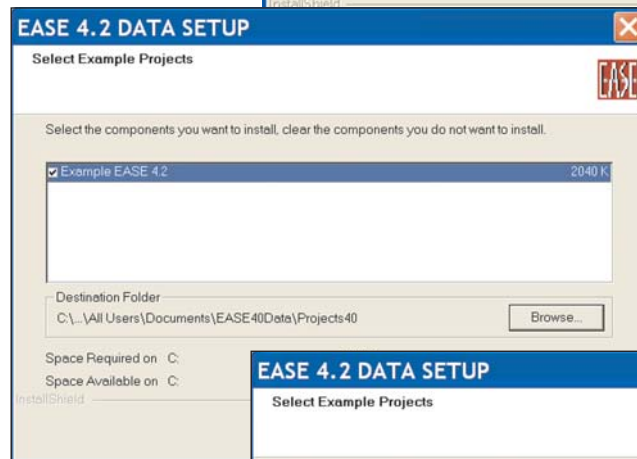 InstallShield
EASE 4.2 DATA SETUP
Select Example Projects
EASE
Select the components you want to install, clear the components you do not want to install.
Example EASE 4.2 2040 K
Destination Folder
C:\...\All Users\Documents\EASE40Data\Projects40 Browse...
Space Required on C:
Space Available on C:
InstallShield
EASE 4.2 DATA SETUP
Select Example Projects